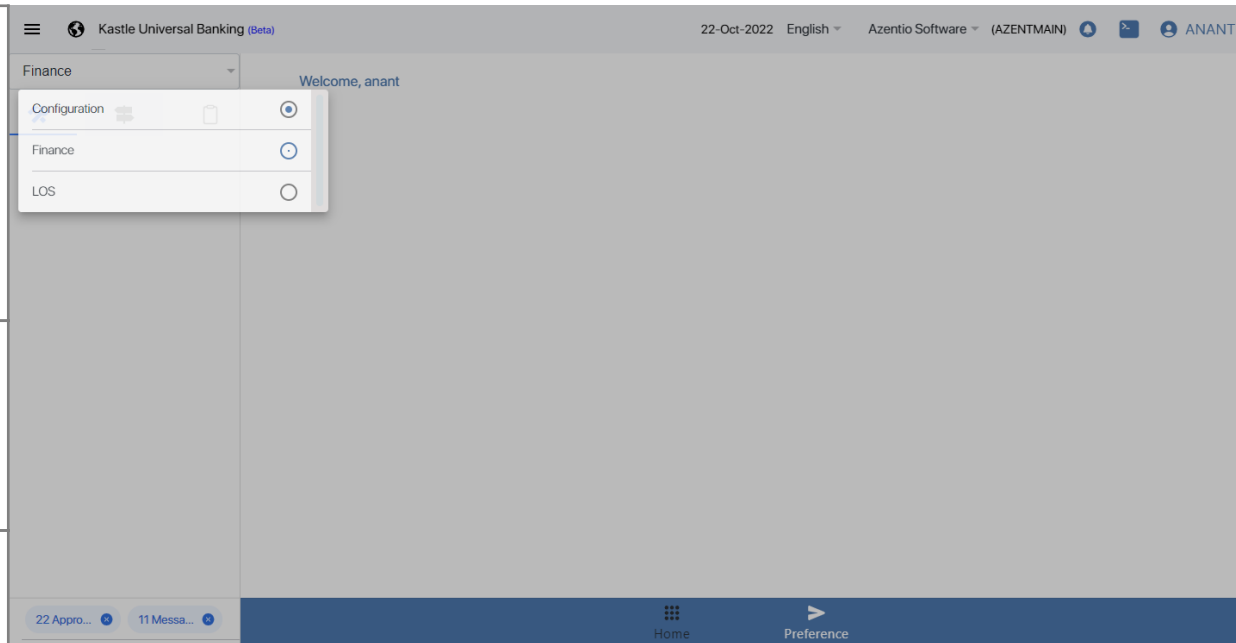 Kastle Universal Banking (Beta) 22-Oct-2022 English Azentio Software (AZENTMAIN) ANANT
Finance
Welcome, anant
Configuration
Finance
LOS
22 Appro... 11 Messa...
Home Preference